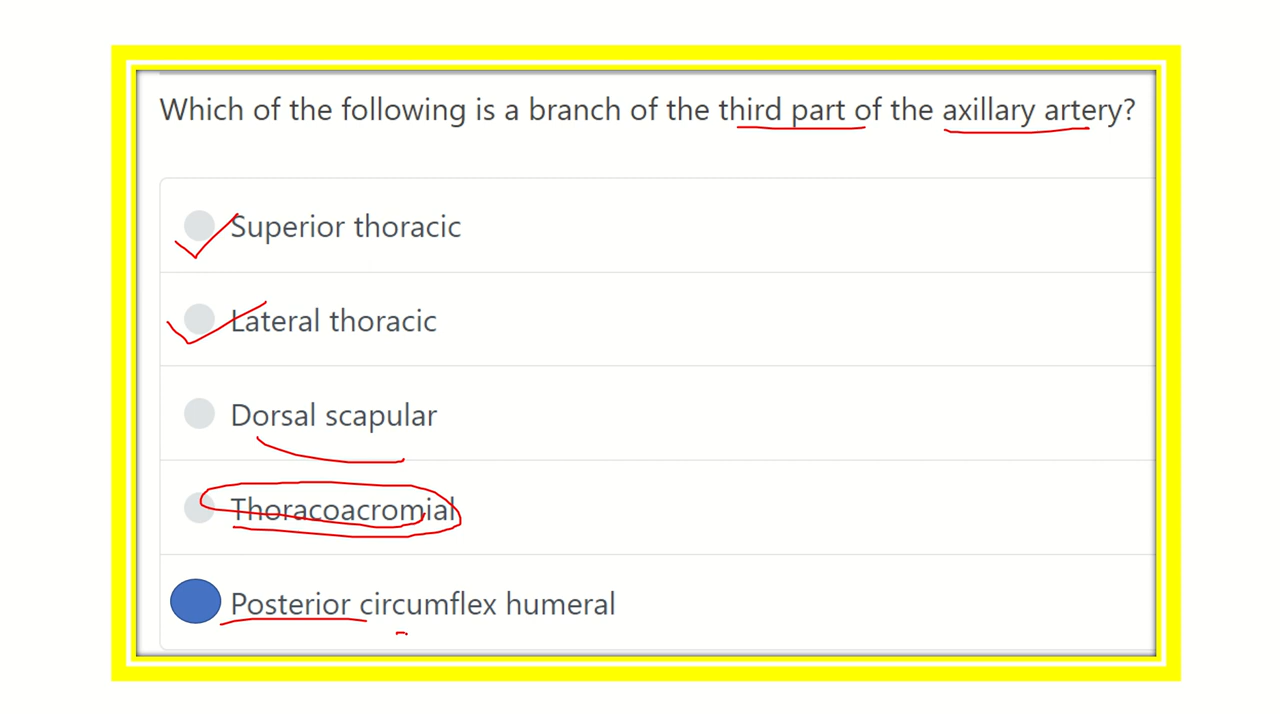 Which of the following is a branch of the third part of the axillary artery?
Superior thoracic
Lateral thoracic
Dorsal scapular
Thoracoacromial
Posterior circumflex humeral